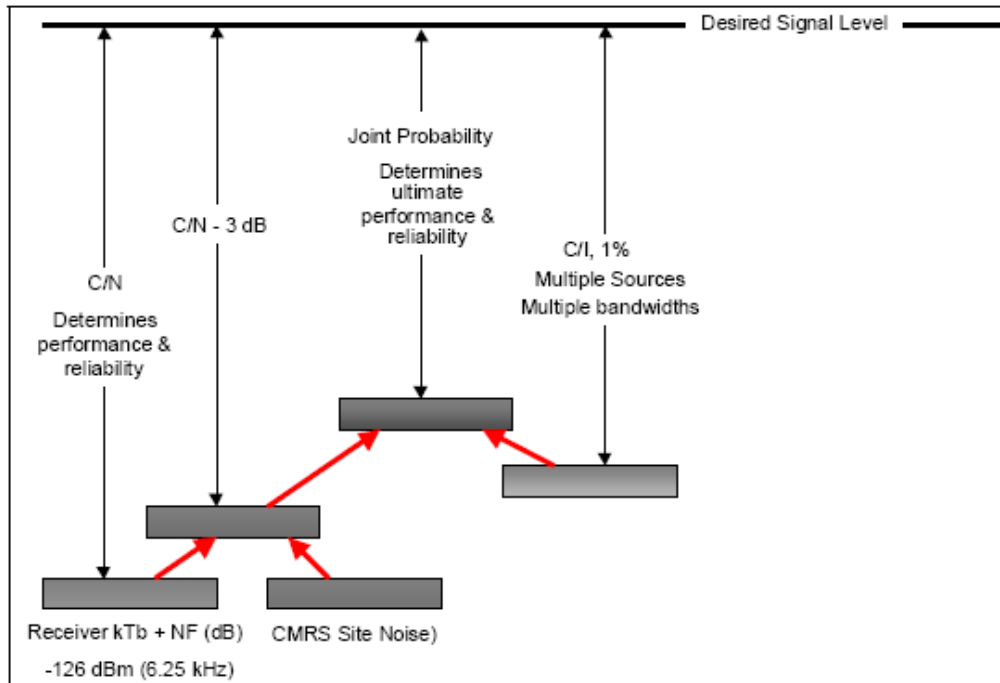 Desired Signal Level
Joint Probability
Determines
ultimate
performance &
reliability
C/N - 3 dB
C/I, 1%
Multiple Sources
Multiple bandwidths
C/N
Determines
performance &
reliability
Receiver kTb + NF (dB)
-126 dBm (6.25 kHz)
CMRS Site Noise)